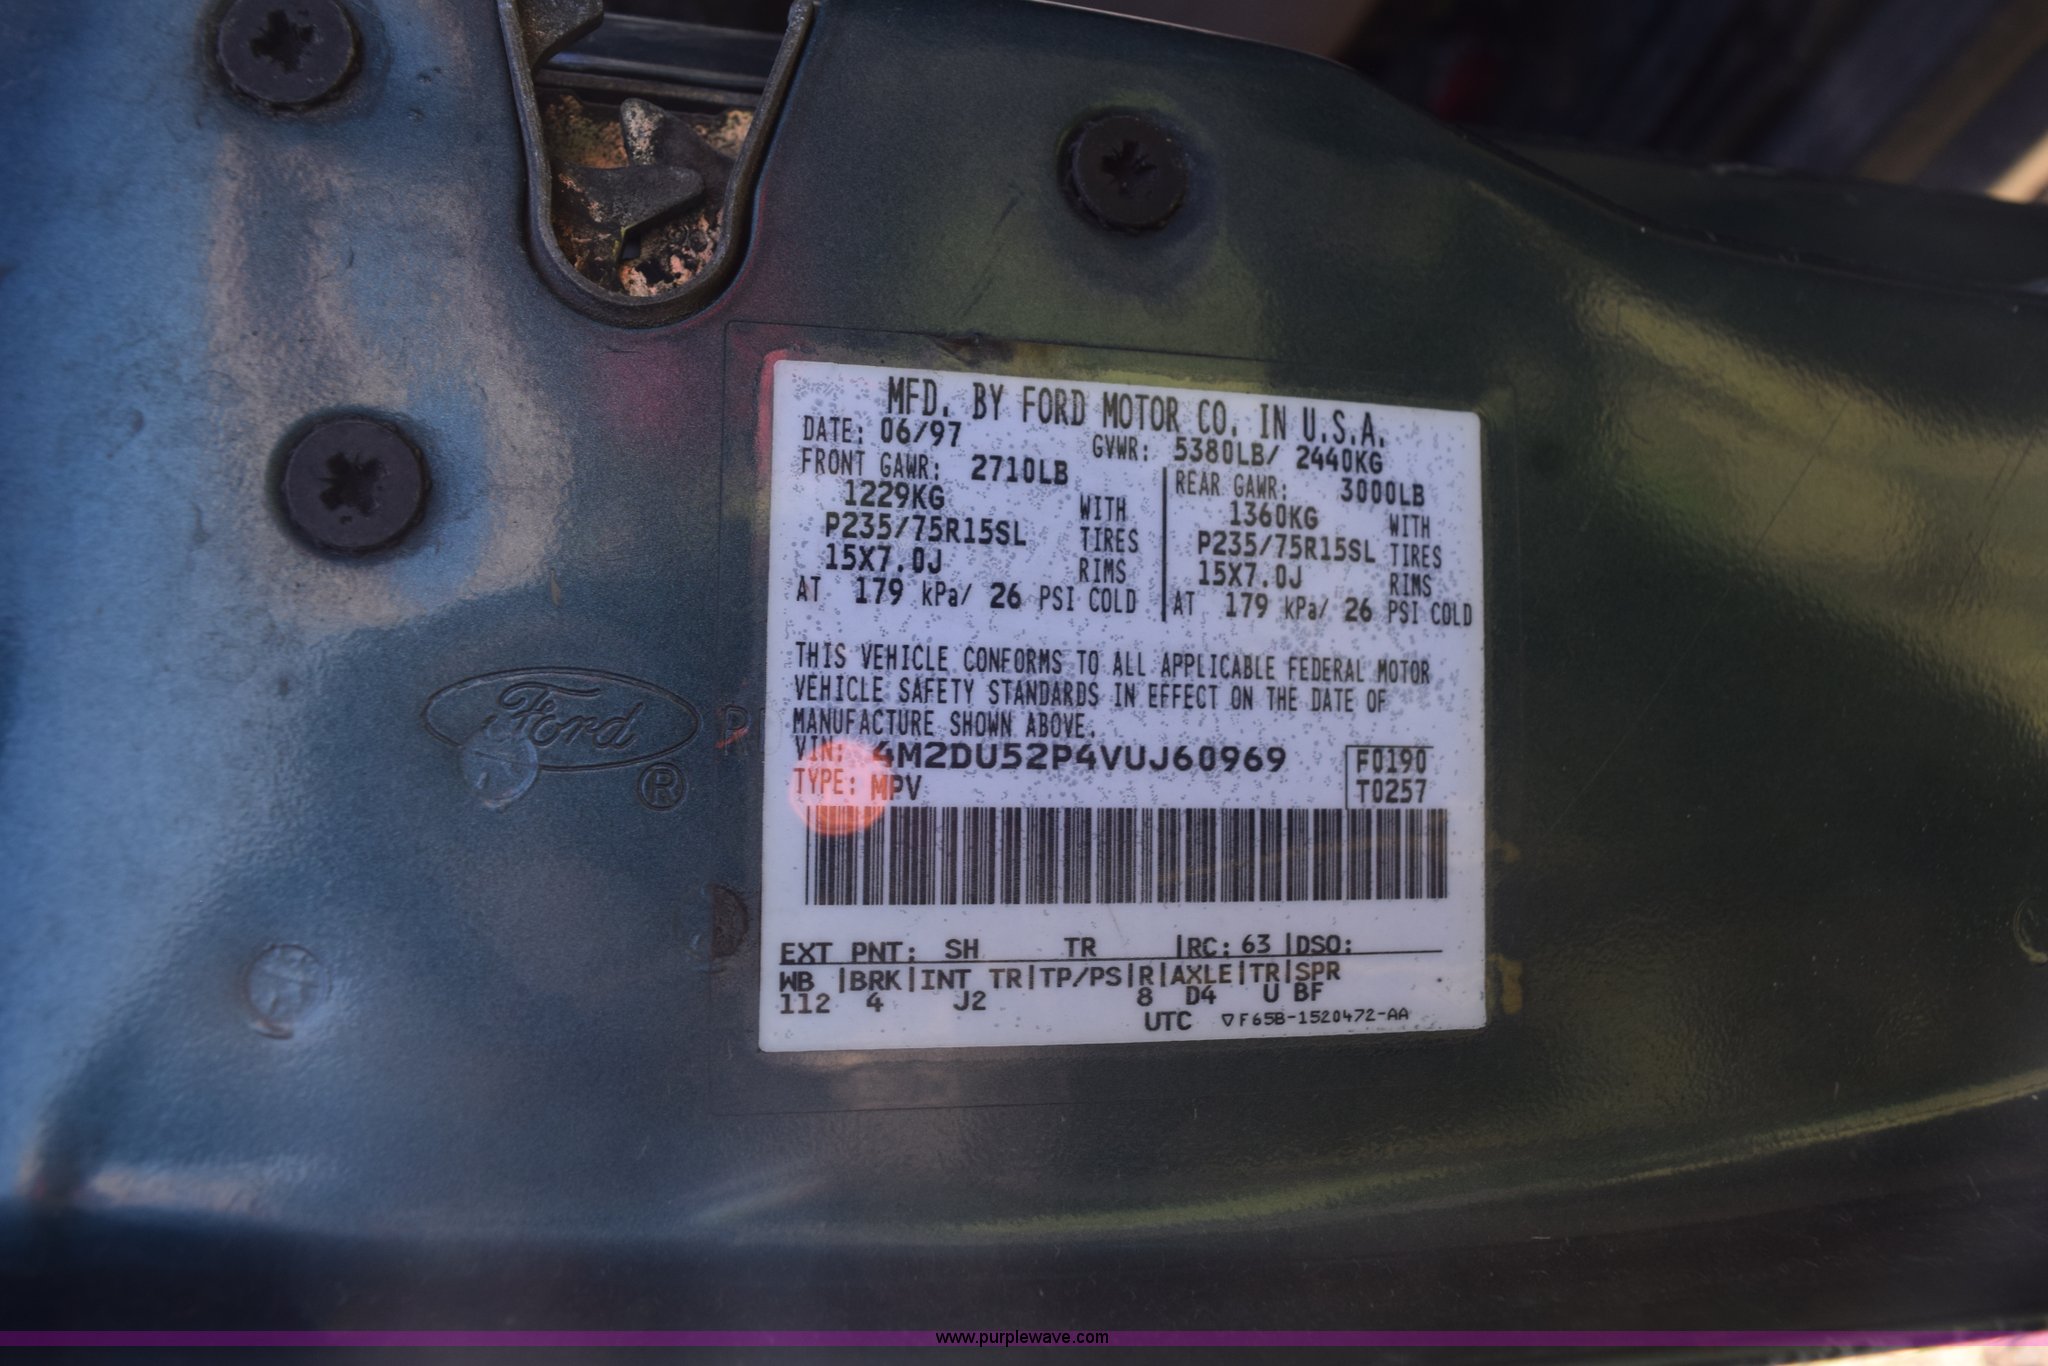 MFD. BY FORD MOTOR CO. IN U.S.A.
DATE: 06/97 GVWR: 5380LB/ 2440KG
FRONT GAWR: 2710LB
1229KG WITH
P235/75R15SL TIRES
15X7.0J RIMS
AT 179 kPa/ 26 PSI COLD
REAR GAWR: 3000LB
1360KG WITH
P235/75R15SL TIRES
15X7.0J RIMS
AT 179 kPa/ 26 PSI COLD
THIS VEHICLE CONFORMS TO ALL APPLICABLE FEDERAL MOTOR
VEHICLE SAFETY STANDARDS IN EFFECT ON THE DATE OF
MANUFACTURE SHOWN ABOVE.
VIN: 4M2DU52P4VUJ60969
TYPE: MPV
F0190
T0257
Ford ®
EXT PNT: SH TR |RC: 63 |DSO:
WB |BRK|INT TR|TP/PS|R|AXLE|TR|SPR
112 4 J2 8 D4 U BF
UTC ▽F65B-1520472-AA
www.purplewave.com